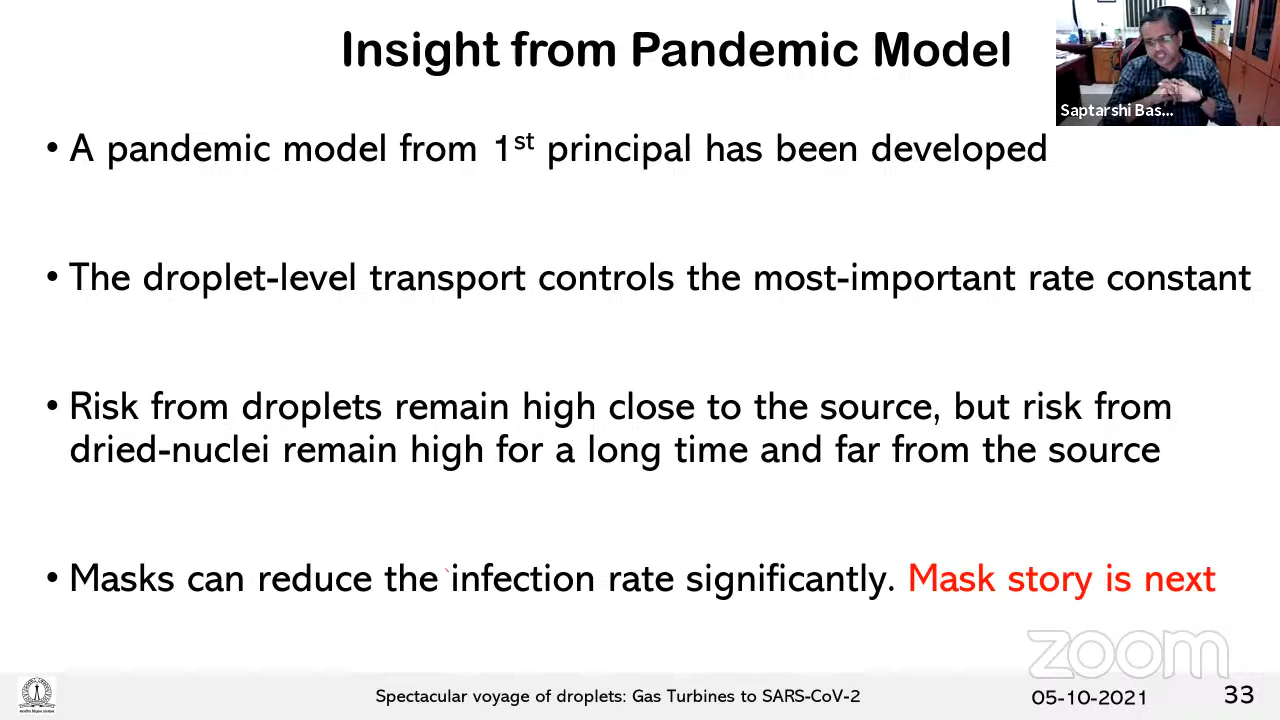 Insight from Pandemic Model
Saptarshi Bas...
• A pandemic model from 1st principal has been developed
• The droplet-level transport controls the most-important rate constant
• Risk from droplets remain high close to the source, but risk from
dried-nuclei remain high for a long time and far from the source
• Masks can reduce the infection rate significantly. Mask story is next
zoom
Spectacular voyage of droplets: Gas Turbines to SARS-CoV-2
05-10-2021
33